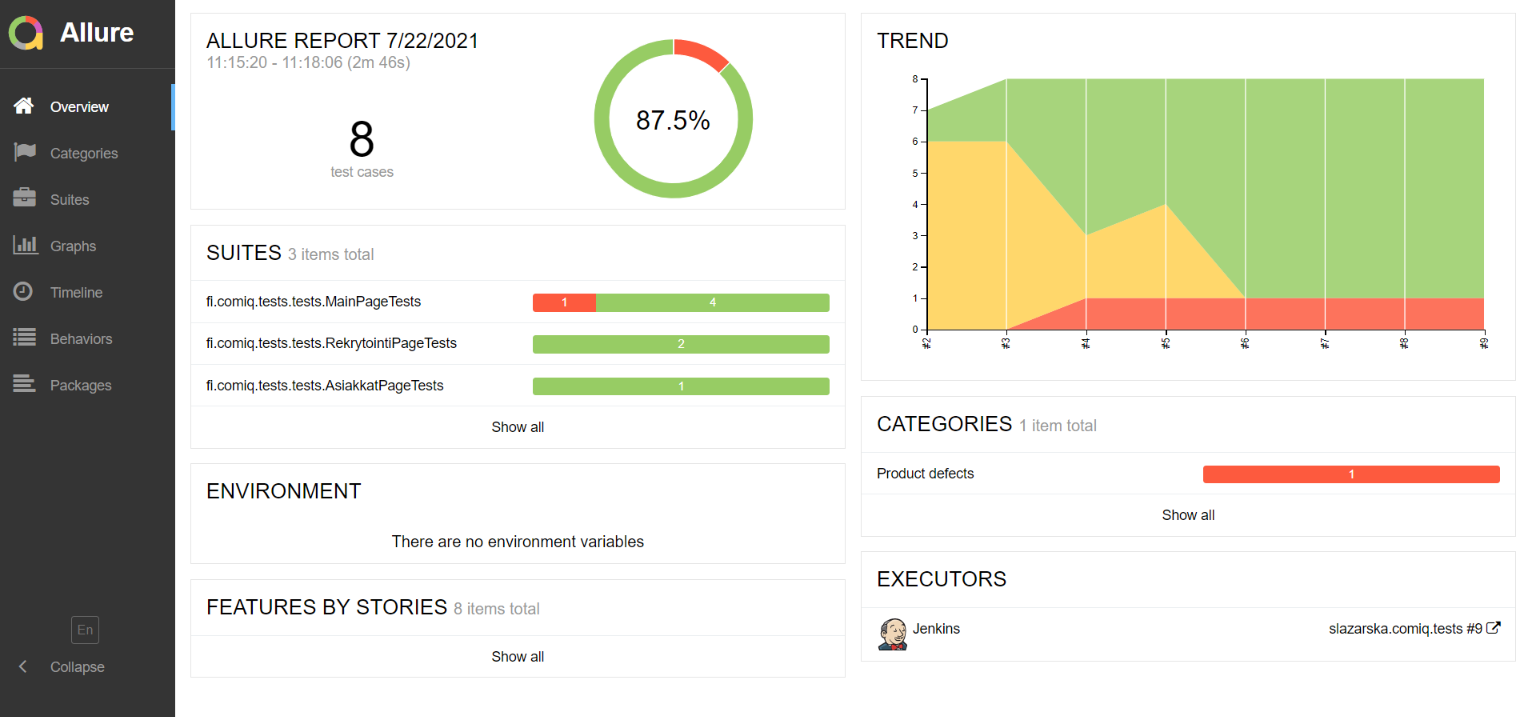 Allure
Overview
Categories
Suites
Graphs
Timeline
Behaviors
Packages
En
Collapse
ALLURE REPORT 7/22/2021
11:15:20 - 11:18:06 (2m 46s)
8
test cases
87.5%
SUITES 3 items total
fi.comiq.tests.tests.MainPageTests 1 4
fi.comiq.tests.tests.RekrytointiPageTests 2
fi.comiq.tests.tests.AsiakkatPageTests 1
Show all
ENVIRONMENT
There are no environment variables
FEATURES BY STORIES 8 items total
Show all
TREND
8
7
6
5
4
3
2
1
0
#2 #3 #4 #5 #6 #7 #8 #9
CATEGORIES 1 item total
Product defects 1
Show all
EXECUTORS
Jenkins slazarska.comiq.tests #9